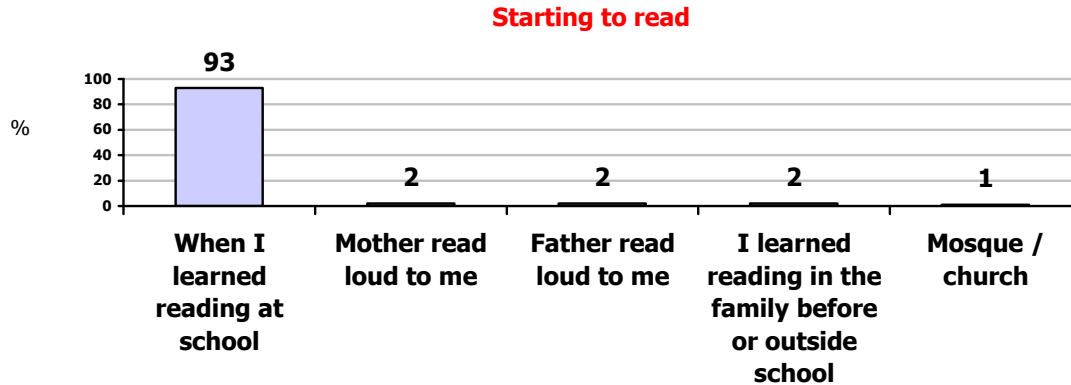 Starting to read
%
100
80
60
40
20
0
93
2
2
2
1
When I
learned
reading at
school
Mother read
loud to me
Father read
loud to me
I learned
reading in the
family before
or outside
school
Mosque /
church